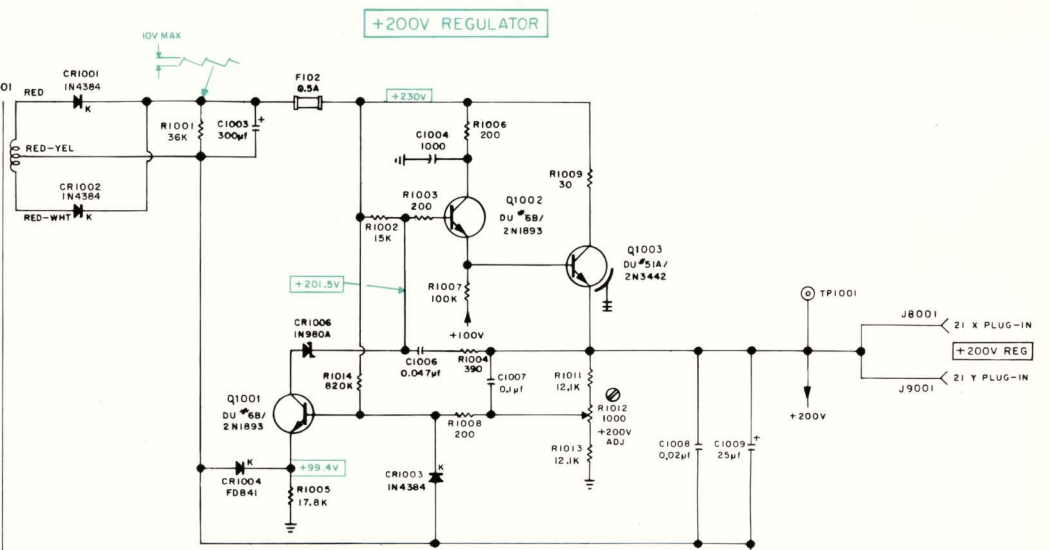 +200V REGULATOR
10V MAX
01
RED
CR1001
1N4384
K
F102
0.5A
+230V
R1001
36K
C1003
300µf
+
RED-YEL
CR1002
1N4384
K
RED-WHT
C1004
1000
R1006
200
R1009
30
R1003
200
Q1002
DU #6B/
2N1893
R1002
15K
Q1003
DU #51A/
2N3442
R1007
100K
+100V
+201.5V
TP1001
J8001
21 X PLUG-IN
+200V REG
21 Y PLUG-IN
J9001
+200V
CR1006
1N980A
C1006
0.047µf
R1004
390
R1014
820K
C1007
0.1µf
R1011
12.1K
R1012
1000
+200V
ADJ
Q1001
DU #6B/
2N1893
R1008
200
R1013
12.1K
C1008
0.02µf
C1009
25µf
+
K
CR1004
FD841
+99.4V
R1005
17.8K
CR1003
1N4384
K